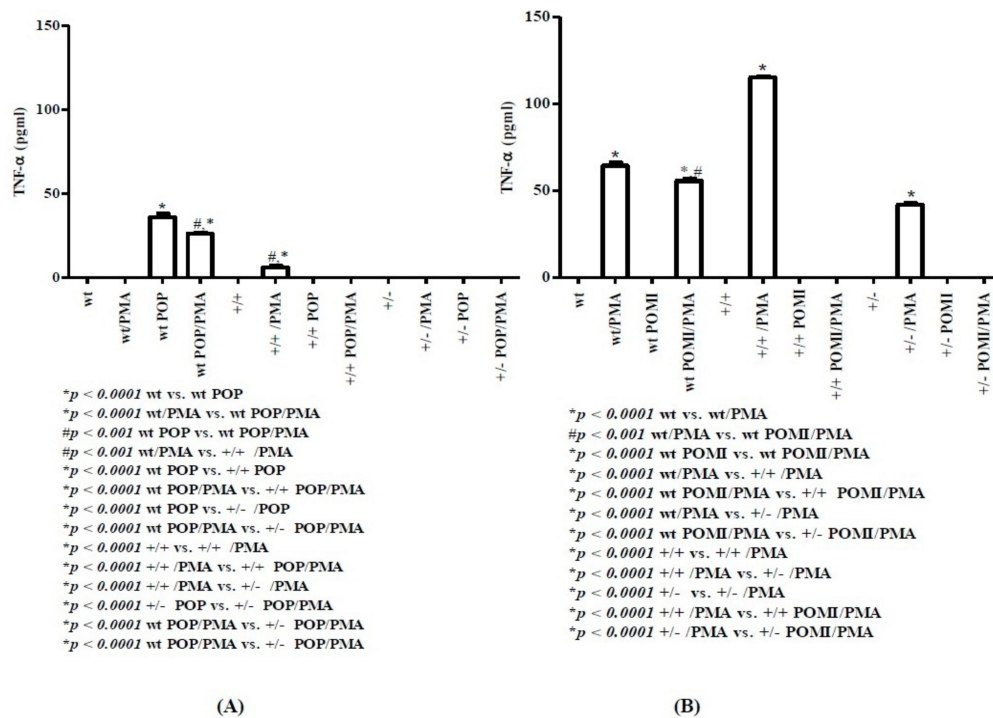 150
100
50
0
TNF-α (pgml)
*
#,*
#,*
wt
wt/PMA
wt POP
wt POP/PMA
+/+
+/+ /PMA
+/+ POP
+/+ POP/PMA
+/-
+/- /PMA
+/- POP
+/- POP/PMA
*p < 0.0001 wt vs. wt POP
*p < 0.0001 wt/PMA vs. wt POP/PMA
#p < 0.001 wt POP vs. wt POP/PMA
#p < 0.001 wt/PMA vs. +/+ /PMA
*p < 0.0001 wt POP vs. +/+ POP
*p < 0.0001 wt POP/PMA vs. +/+ POP/PMA
*p < 0.0001 wt POP vs. +/- /POP
*p < 0.0001 wt POP/PMA vs. +/- POP/PMA
*p < 0.0001 +/+ vs. +/+ /PMA
*p < 0.0001 +/+ /PMA vs. +/+ POP/PMA
*p < 0.0001 +/+ /PMA vs. +/- /PMA
*p < 0.0001 +/- POP vs. +/- POP/PMA
*p < 0.0001 wt POP/PMA vs. +/- POP/PMA
*p < 0.0001 wt POP/PMA vs. +/- POP/PMA
(A)
150
100
50
0
TNF-α (pgml)
*
* #
*
*
wt
wt/PMA
wt POMI
wt POMI/PMA
+/+
+/+ /PMA
+/+ POMI
+/+ POMI/PMA
+/-
+/- /PMA
+/- POMI
+/- POMI/PMA
*p < 0.0001 wt vs. wt/PMA
#p < 0.001 wt/PMA vs. wt POMI/PMA
*p < 0.0001 wt POMI vs. wt POMI/PMA
*p < 0.0001 wt/PMA vs. +/+ /PMA
*p < 0.0001 wt POMI/PMA vs. +/+ POMI/PMA
*p < 0.0001 wt/PMA vs. +/- /PMA
*p < 0.0001 wt POMI/PMA vs. +/- POMI/PMA
*p < 0.0001 +/+ vs. +/+ /PMA
*p < 0.0001 +/+ /PMA vs. +/- /PMA
*p < 0.0001 +/- vs. +/- /PMA
*p < 0.0001 +/+ /PMA vs. +/+ POMI/PMA
*p < 0.0001 +/- /PMA vs. +/- POMI/PMA
(B)